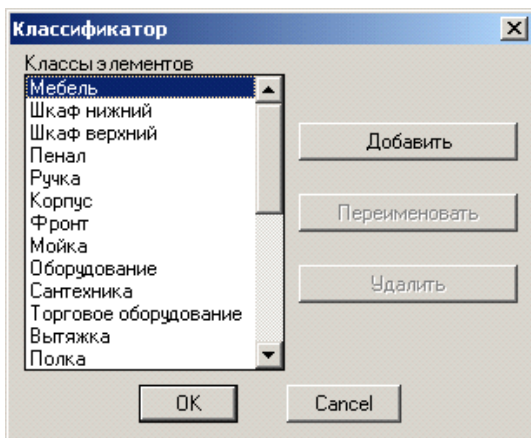 Классификатор
Классы элементов
Мебель
Шкаф нижний
Шкаф верхний
Пенал
Ручка
Корпус
Фронт
Мойка
Оборудование
Сантехника
Торговое оборудование
Вытяжка
Полка
Добавить
Переименовать
Удалить
OK
Cancel